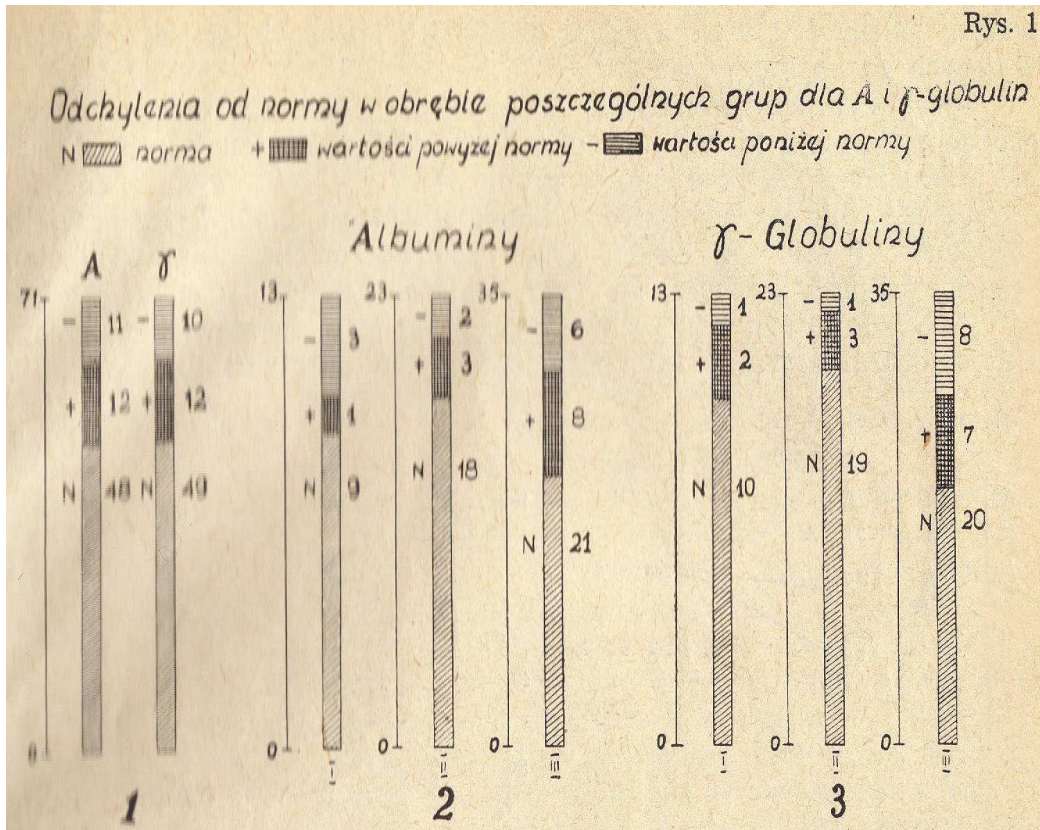 Rys. 1
Odchylenia od normy w obrębie poszczególnych grup dla A i γ-globulin
N norma + wartości powyżej normy - wartości poniżej normy
Albuminy
γ- Globuliny
A γ
71 13 23 35 13 23 35
- 11 - 10 - 3 - 2 - 6 - 1 - 1 - 8
+ 12 + 12 + 1 + 3 + 8 + 2 + 3 + 7
N 48 N 49 N 9 N 18 N 21 N 10 N 19 N 20
0 0 0 0 0 0 0
I II III I II III
1 2 3